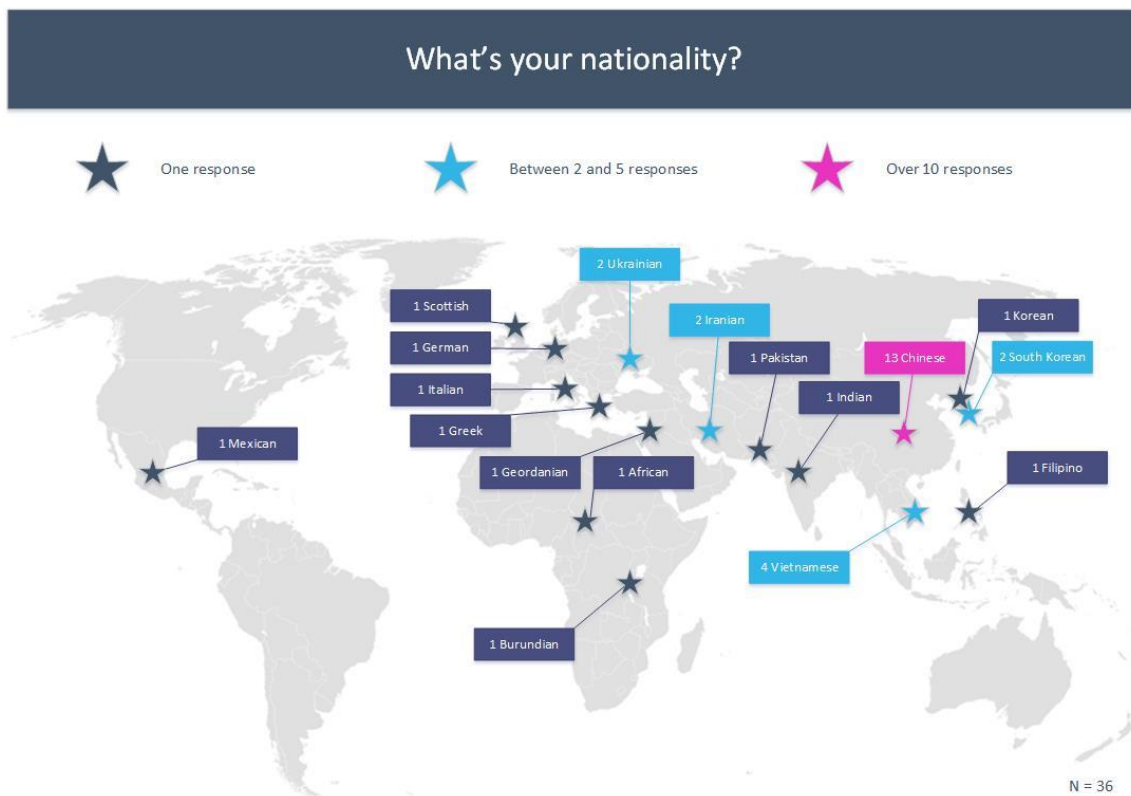 What's your nationality?
One response
Between 2 and 5 responses
Over 10 responses
2 Ukrainian
1 Scottish
2 Iranian
1 Korean
1 German
1 Pakistan
13 Chinese
2 South Korean
1 Italian
1 Indian
1 Greek
1 Mexican
1 Geordanian
1 African
1 Filipino
4 Vietnamese
1 Burundian
N = 36